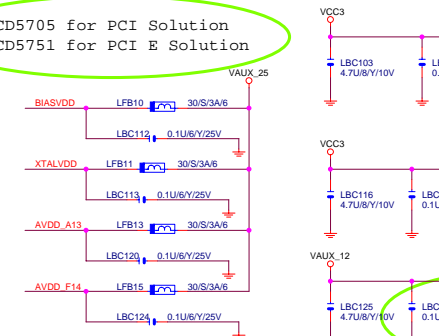 CD5705 for PCI Solution
CD5751 for PCI E Solution
VCC3
VAUX_25
LBC103
4.7U/8/Y/10V
BIASVDD
LFB10
30/S/3A/6
LBC112
0.1U/6/Y/25V
VCC3
XTALVDD
LFB11
30/S/3A/6
LBC113
0.1U/6/Y/25V
LBC116
4.7U/8/Y/10V
AVDD_A13
LFB13
30/S/3A/6
LBC120
0.1U/6/Y/25V
VAUX_12
AVDD_F14
LFB15
30/S/3A/6
LBC124
0.1U/6/Y/25V
LBC125
4.7U/8/Y/10V